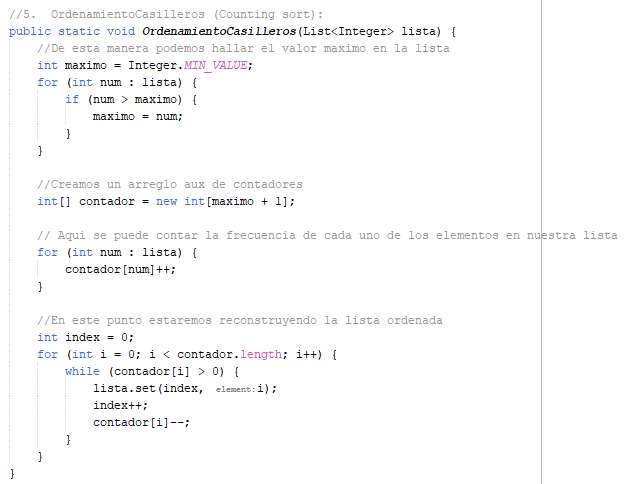 //5.  OrdenamientoCasilleros (Counting sort):
public static void OrdenamientoCasilleros(List<Integer> lista) {
    //De esta manera podemos hallar el valor maximo en la lista
    int maximo = Integer.MIN_VALUE;
    for (int num : lista) {
        if (num > maximo) {
            maximo = num;
        }
    }

    //Creamos un arreglo aux de contadores
    int[] contador = new int[maximo + 1];

    // Aqui se puede contar la frecuencia de cada uno de los elementos en nuestra lista
    for (int num : lista) {
        contador[num]++;
    }

    //En este punto estaremos reconstruyendo la lista ordenada
    int index = 0;
    for (int i = 0; i < contador.length; i++) {
        while (contador[i] > 0) {
            lista.set(index, element:i);
            index++;
            contador[i]--;
        }
    }
}